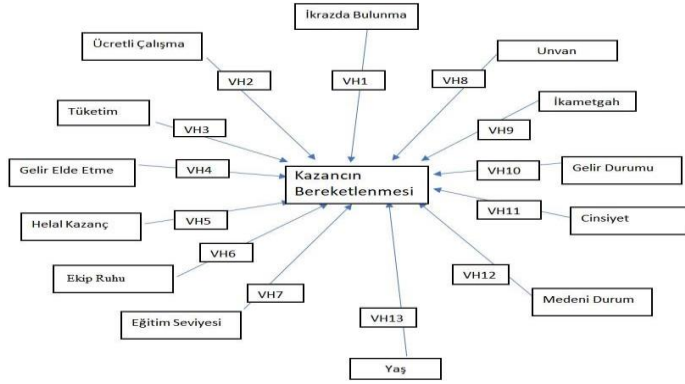 İkrazda Bulunma
Ücretli Çalışma
Unvan
VH2
VH1
VH8
Tüketim
İkametgah
VH3
VH9
Gelir Elde Etme
VH4
Kazancın
Bereketlenmesi
VH10
Gelir Durumu
Helal Kazanç
VH5
VH11
Cinsiyet
Ekip Ruhu
VH6
VH12
Medeni Durum
Eğitim Seviyesi
VH7
VH13
Yaş